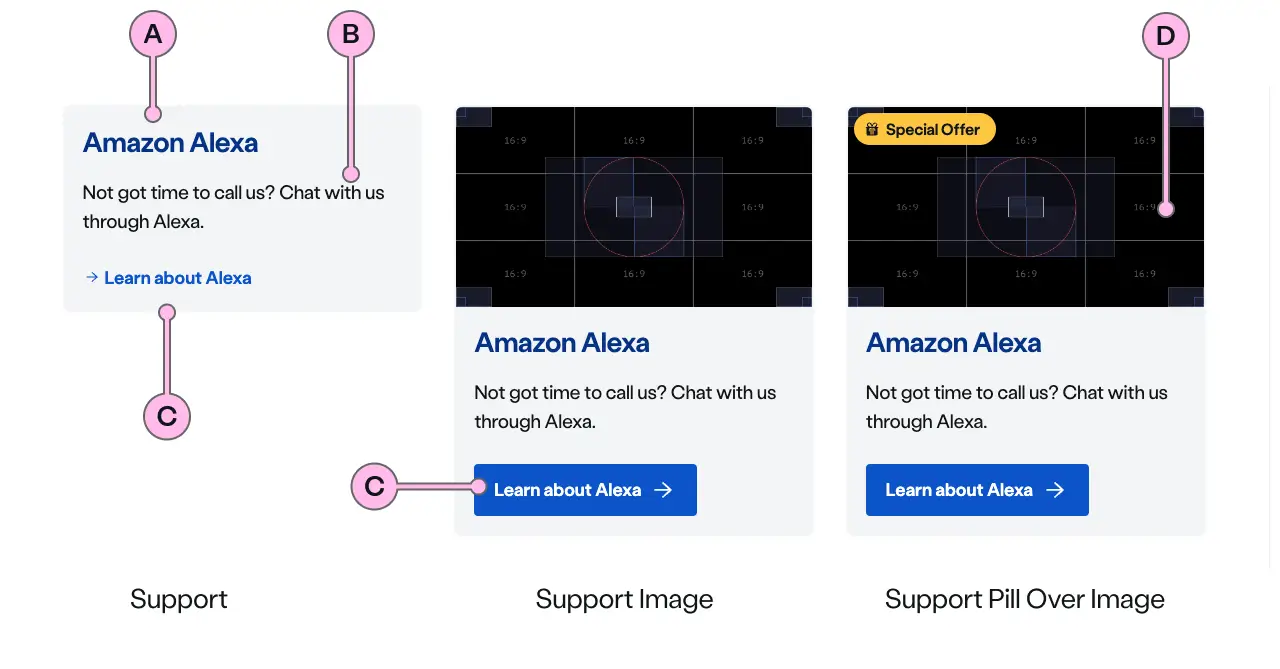 A
B
D
Amazon Alexa
Not got time to call us? Chat with us
through Alexa.
Learn about Alexa
C
16:9
16:9
16:9
16:9
16:9
16:9
16:9
16:9
Amazon Alexa
Not got time to call us? Chat with us
through Alexa.
C
Learn about Alexa
Special Offer
16:9
16:9
16:9
16:9
16:9
16:9
16:9
Amazon Alexa
Not got time to call us? Chat with us
through Alexa.
Learn about Alexa
Support
Support Image
Support Pill Over Image